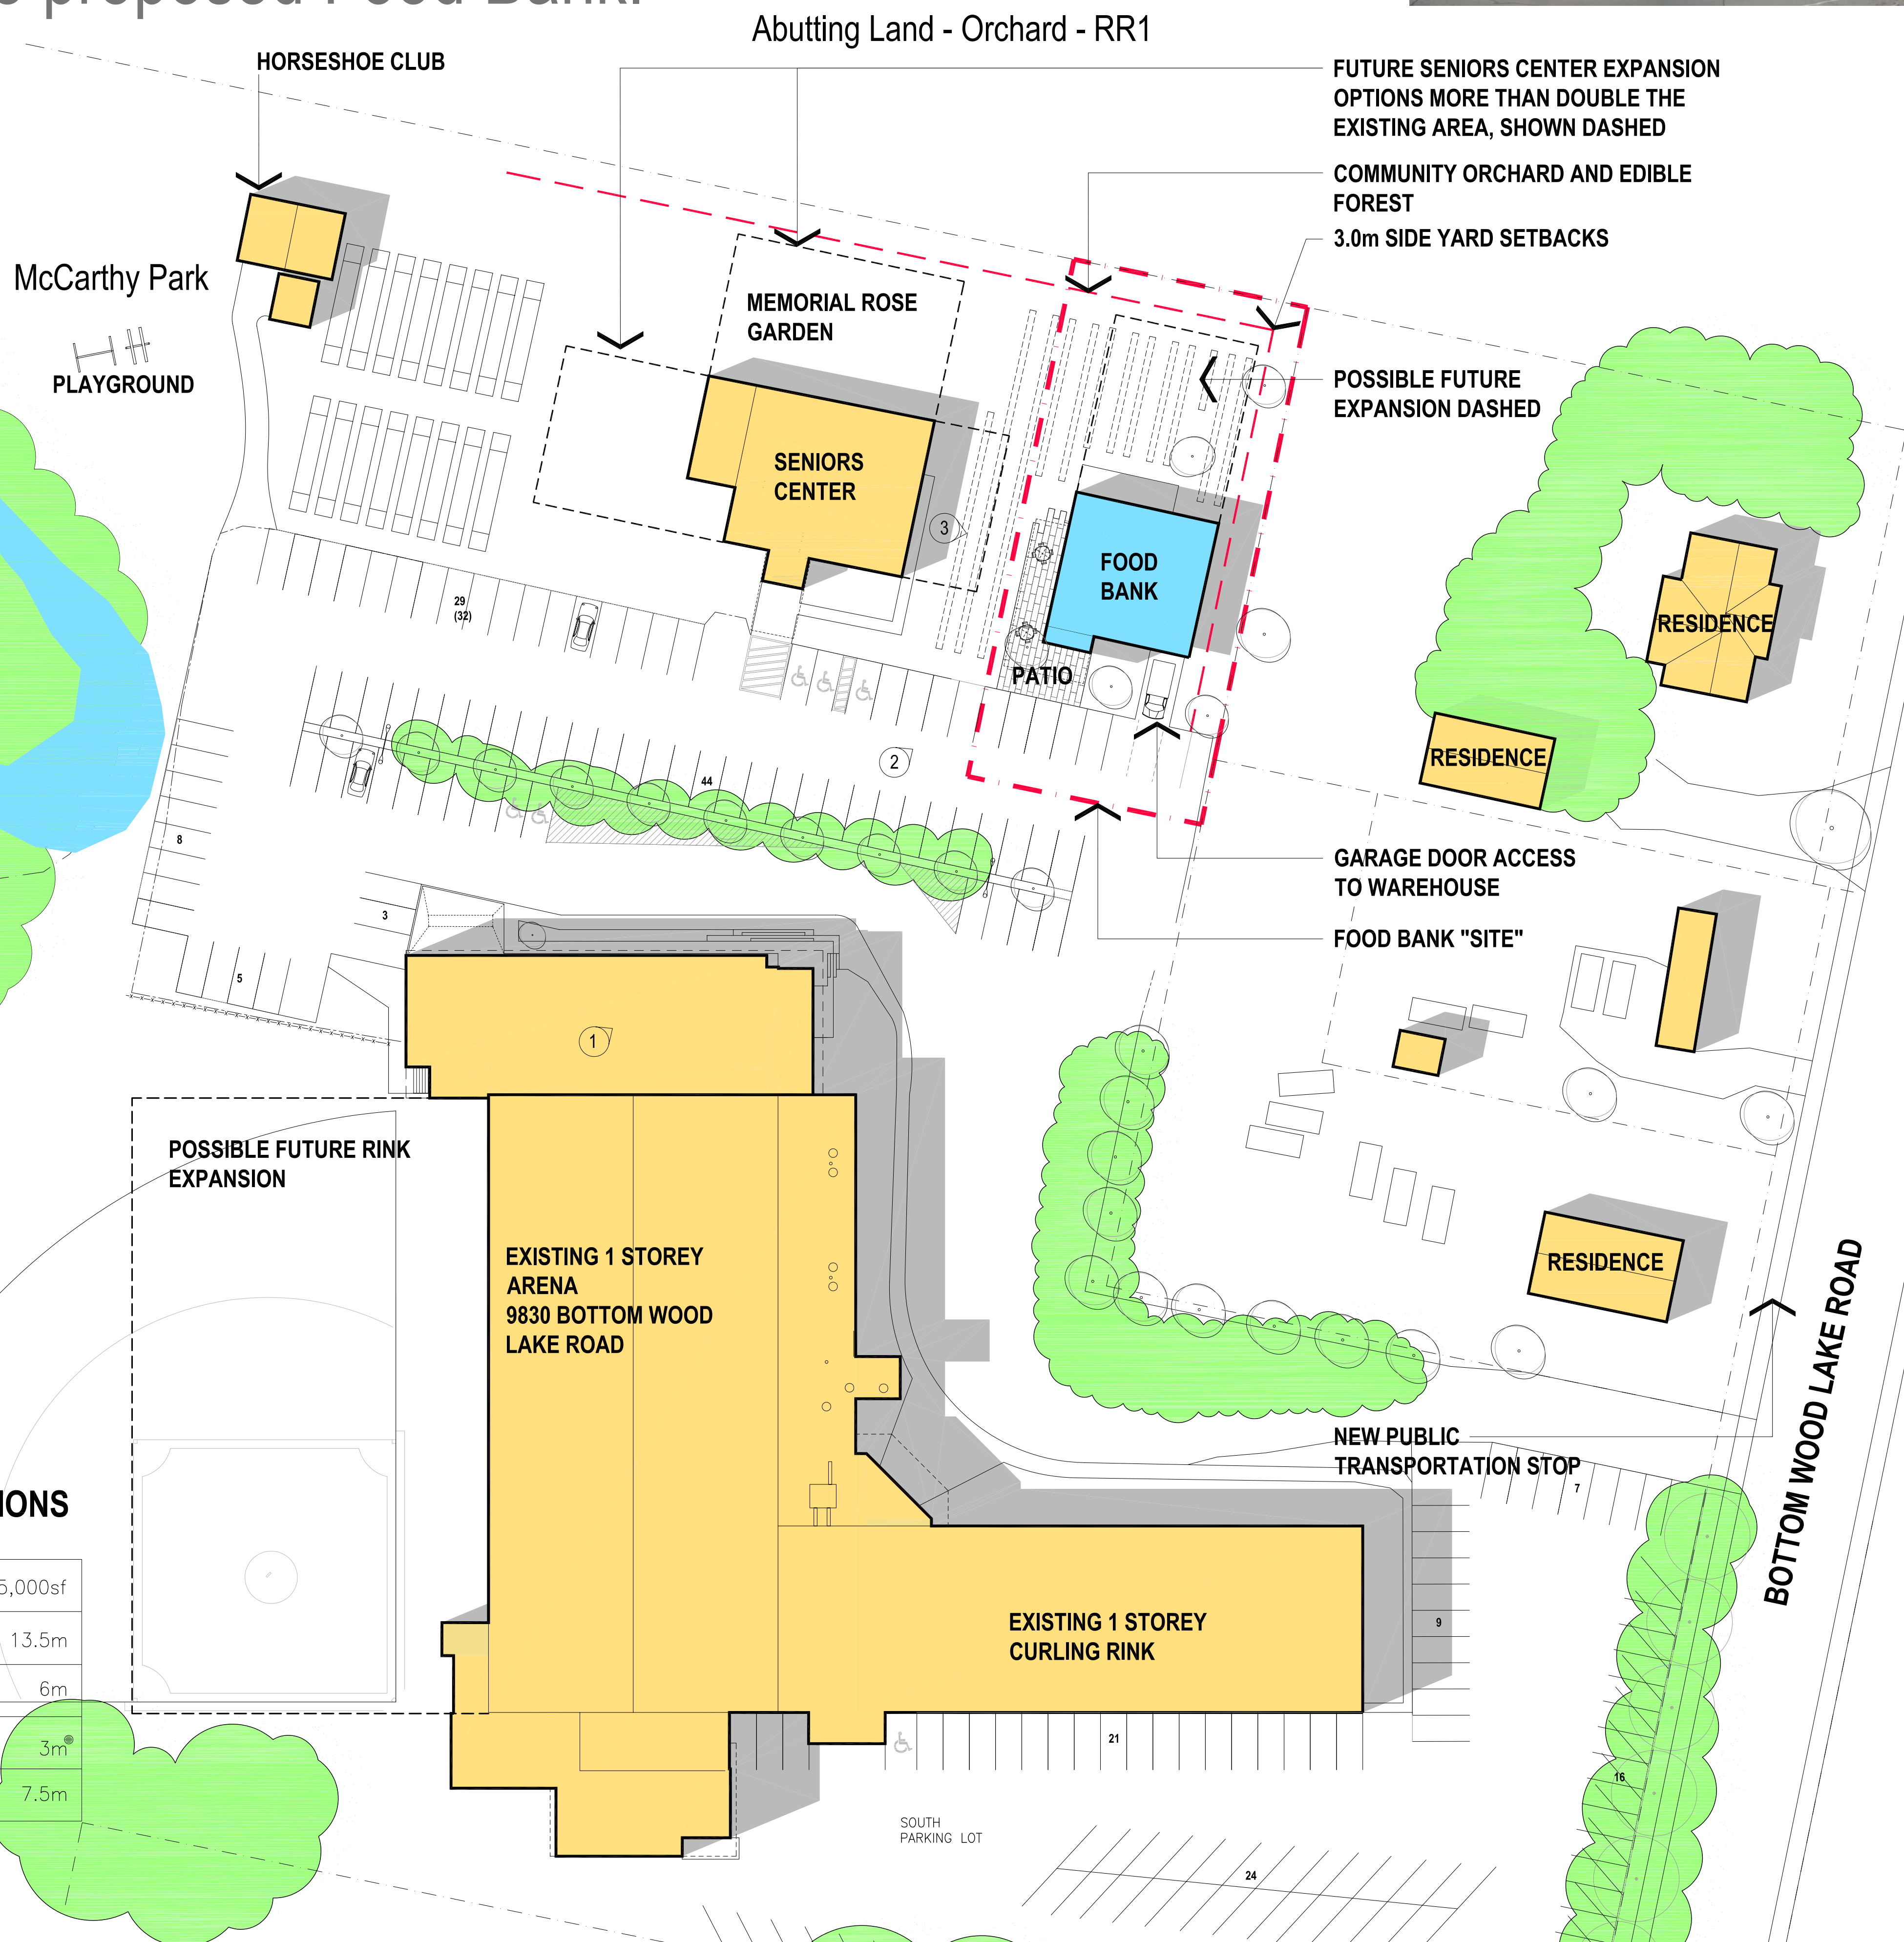 proposed Food Bank.
Abutting Land - Orchard - RR1
HORSESHOE CLUB
FUTURE SENIORS CENTER EXPANSION
OPTIONS MORE THAN DOUBLE THE
EXISTING AREA, SHOWN DASHED
COMMUNITY ORCHARD AND EDIBLE
FOREST
3.0m SIDE YARD SETBACKS
McCarthy Park
PLAYGROUND
MEMORIAL ROSE
GARDEN
POSSIBLE FUTURE
EXPANSION DASHED
SENIORS
CENTER
3
FOOD
BANK
29
(32)
PATIO
RESIDENCE
RESIDENCE
2
44
8
GARAGE DOOR ACCESS
TO WAREHOUSE
3
FOOD BANK "SITE"
5
1
POSSIBLE FUTURE RINK
EXPANSION
EXISTING 1 STOREY
ARENA
9830 BOTTOM WOOD
LAKE ROAD
RESIDENCE
BOTTOM WOOD LAKE ROAD
NEW PUBLIC
TRANSPORTATION STOP
7
IONS
5,000sf
13.5m
6m
3m
7.5m
EXISTING 1 STOREY
CURLING RINK
9
21
16
SOUTH
PARKING LOT
24